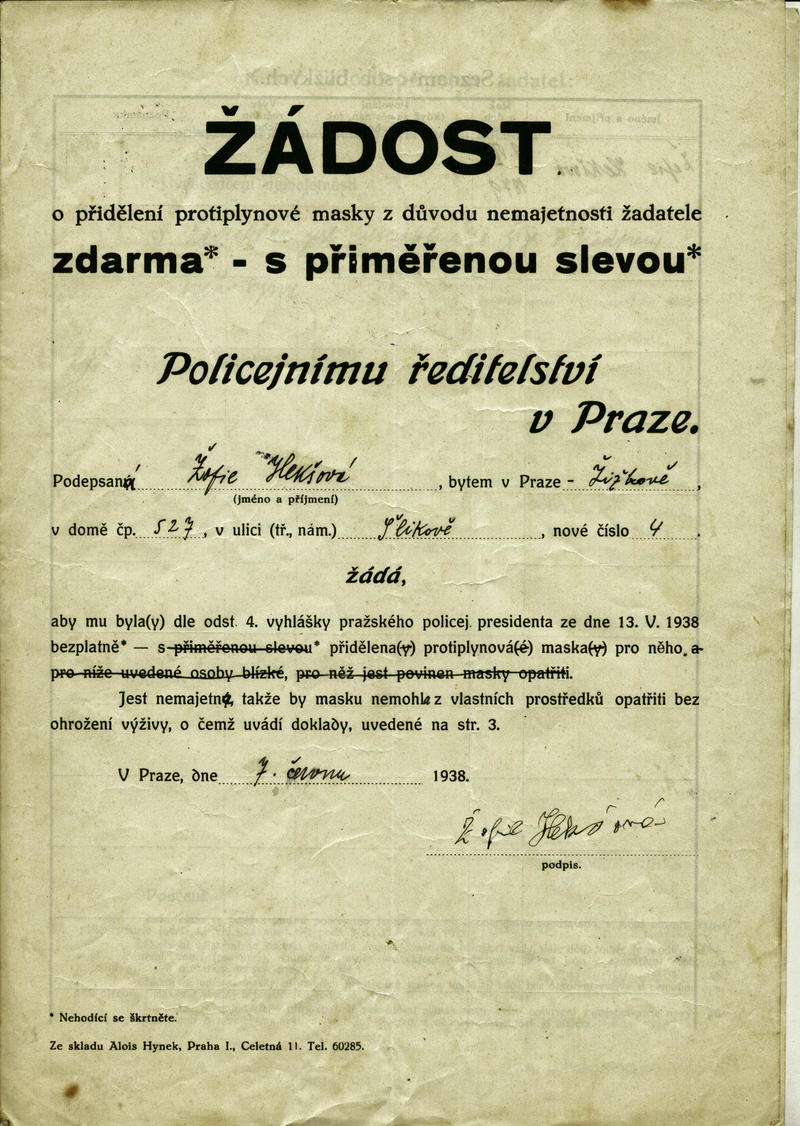 ŽÁDOST
o přidělení protiplynové masky z důvodu nemajetnosti žadatele
zdarma* - s přiměřenou slevou*
Policejnímu ředitelství
v Praze.
Podepsaná Žofie Hekšová, bytem v Praze - Žižkově,
(jméno a příjmení)
v domě čp. 527, v ulici (tř., nám.) Šlikově, nové číslo 4.
žádá,
aby mu byla(y) dle odst. 4. vyhlášky pražského policej. presidenta ze dne 13. V. 1938
bezplatně* — s přiměřenou slevou* přidělena(y) protiplynová(é) maska(y) pro něho, a
pro níže uvedené osoby blízké, pro něž jest povinen masky opatřiti.
Jest nemajetná, takže by masku nemohla z vlastních prostředků opatřiti bez
ohrožení výživy, o čemž uvádí doklady, uvedené na str. 3.
V Praze, dne 7. června 1938.
Žofie Hekšová
podpis.
* Nehodící se škrtněte.
Ze skladu Alois Hynek, Praha I., Celetná 11. Tel. 60285.